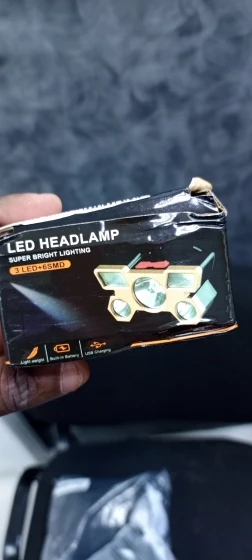 LED HEADLAMP
SUPER BRIGHT LIGHTING
3 LED+6SMD
Light weight
Built-in Battery
USB Charging